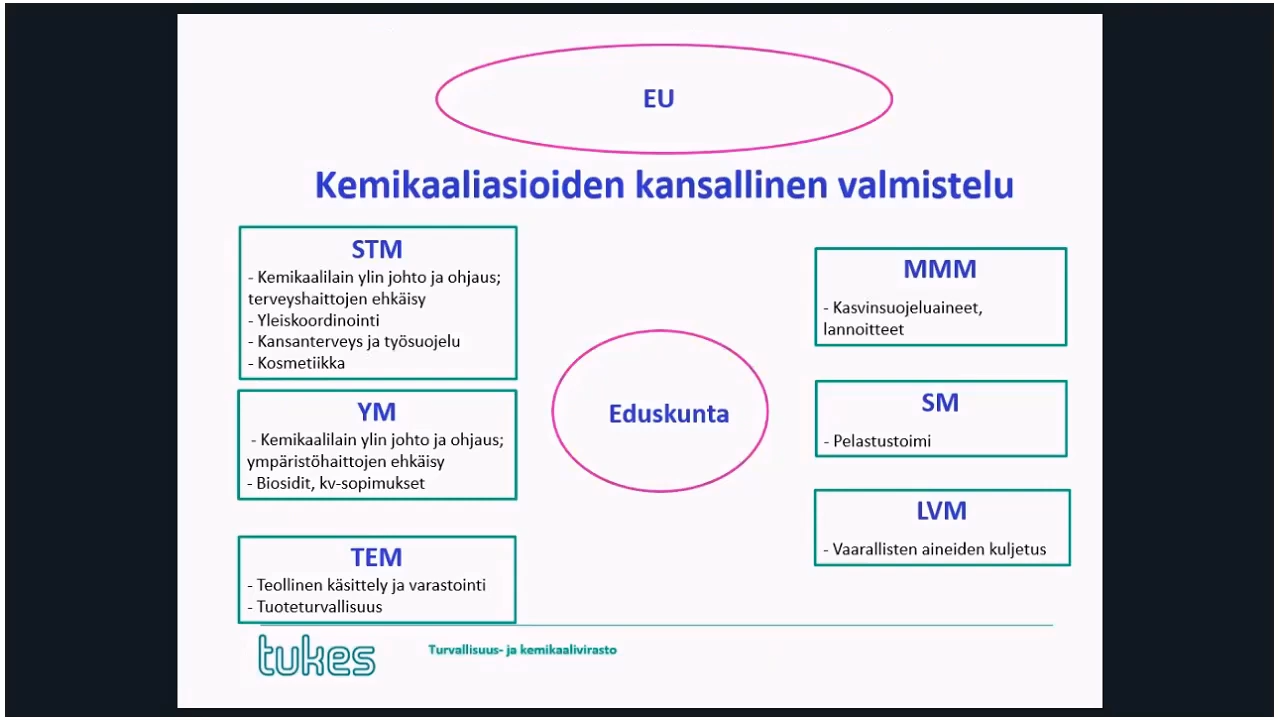 EU
Kemikaaliasioiden kansallinen valmistelu
STM
- Kemikaalilain ylin johto ja ohjaus;
terveyshaittojen ehkäisy
- Yleiskoordinointi
- Kansanterveys ja työsuojelu
- Kosmetiikka
YM
- Kemikaalilain ylin johto ja ohjaus;
ympäristöhaittojen ehkäisy
- Biosidit, kv-sopimukset
TEM
- Teollinen käsittely ja varastointi
- Tuoteturvallisuus
Eduskunta
MMM
- Kasvinsuojeluaineet,
lannoitteet
SM
- Pelastustoimi
LVM
- Vaarallisten aineiden kuljetus
tukes
Turvallisuus- ja kemikaalivirasto